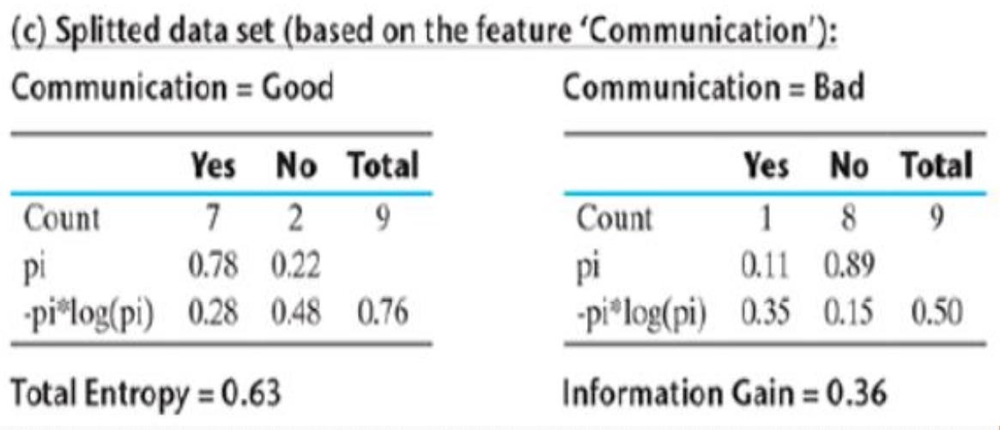 (c) Splitted data set (based on the feature ‘Communication’):
Communication = Good
Yes No Total
Count 7 2 9
pi 0.78 0.22
-pi*log(pi) 0.28 0.48 0.76
Total Entropy = 0.63
Communication = Bad
Yes No Total
Count 1 8 9
pi 0.11 0.89
-pi*log(pi) 0.35 0.15 0.50
Information Gain = 0.36